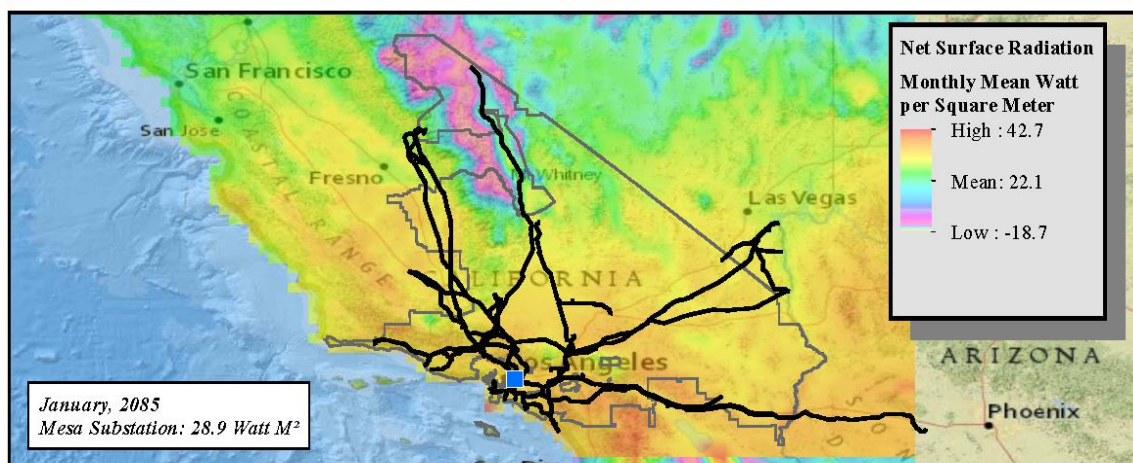 Net Surface Radiation
Monthly Mean Watt
per Square Meter
High : 42.7
Mean: 22.1
Low : -18.7
San Francisco
San Jose
COASTAL RANGE
Fresno
Whitney
Las Vegas
CALIFORNIA
Los Angeles
ARIZONA
Phoenix
January, 2085
Mesa Substation: 28.9 Watt M²